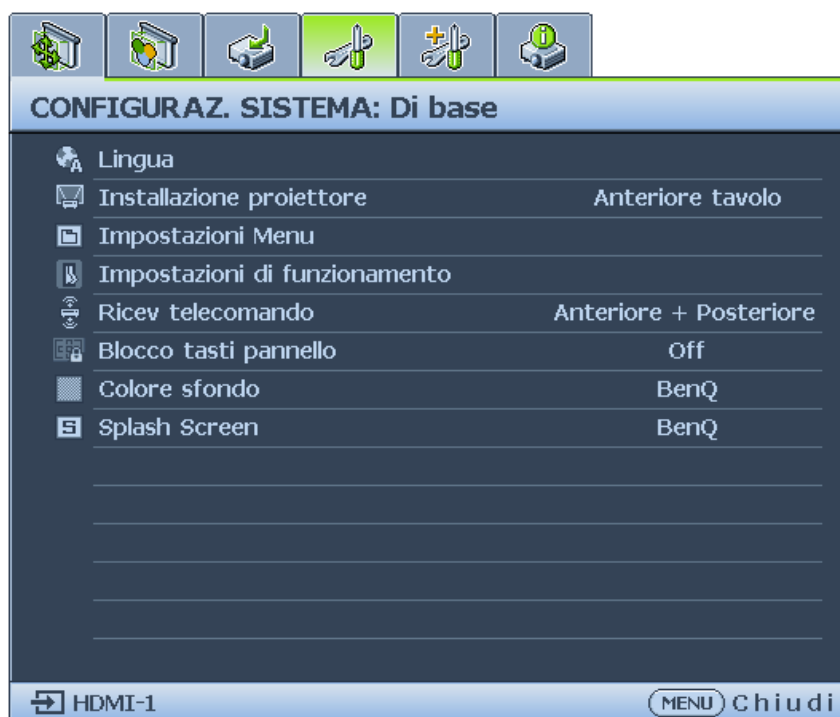 CONFIGURAZ. SISTEMA: Di base
Lingua
Installazione proiettore Anteriore tavolo
Impostazioni Menu
Impostazioni di funzionamento
Ricev telecomando Anteriore + Posteriore
Blocco tasti pannello Off
Colore sfondo BenQ
Splash Screen BenQ
HDMI-1 MENU Chiudi